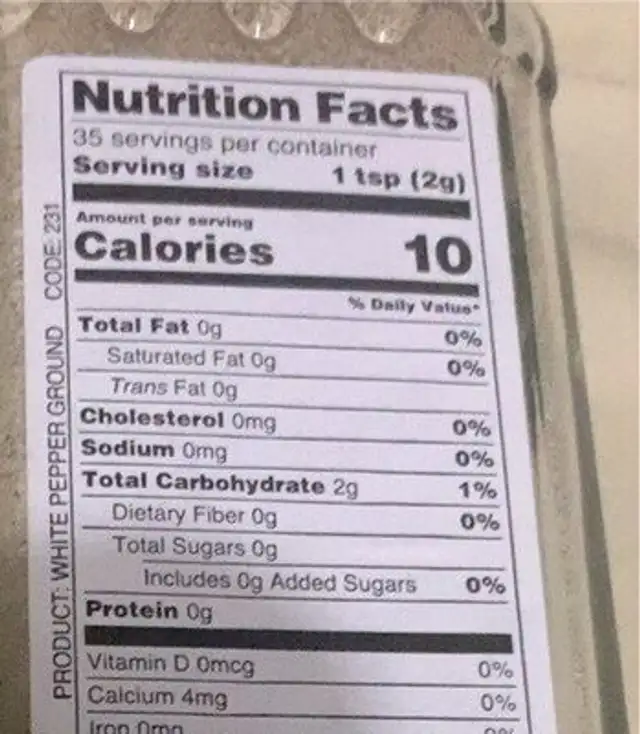 Nutrition Facts
35 servings per container
Serving size 1 tsp (2g)
Amount per serving
Calories 10
% Daily Value*
Total Fat 0g 0%
Saturated Fat 0g 0%
Trans Fat 0g
Cholesterol 0mg 0%
Sodium 0mg 0%
Total Carbohydrate 2g 1%
Dietary Fiber 0g 0%
Total Sugars 0g
Includes 0g Added Sugars 0%
Protein 0g
Vitamin D 0mcg 0%
Calcium 4mg 0%
Iron 0mg 0%
PRODUCT: WHITE PEPPER GROUND CODE: 231